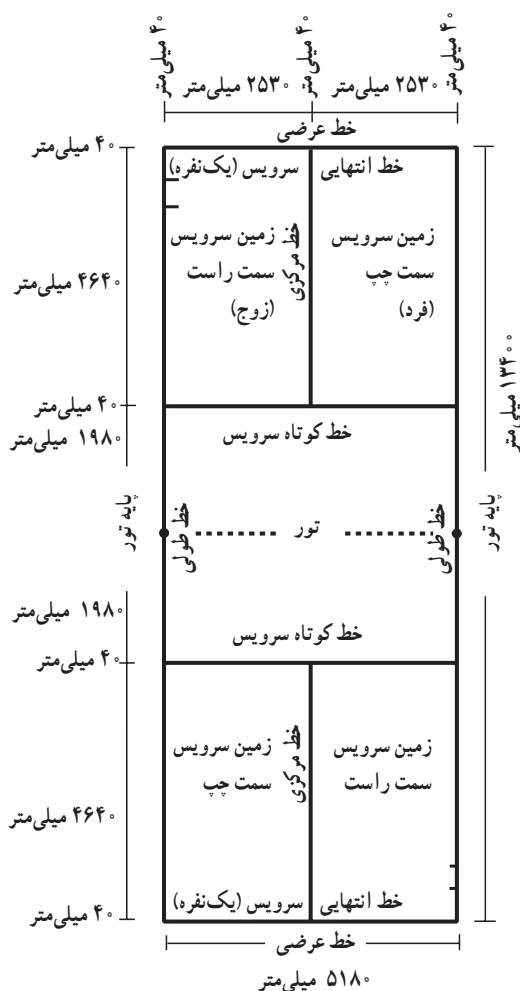 ۴۰ میلی‌متر
۴۰ میلی‌متر
۴۰ میلی‌متر
۲۵۳۰ میلی‌متر
۲۵۳۰ میلی‌متر
خط عرضی
۴۰ میلی‌متر
خط انتهایی
سرویس (یک‌نفره)
زمین سرویس
سمت چپ
(فرد)
خط مرکزی
زمین سرویس
سمت راست
(زوج)
۴۶۴۰ میلی‌متر
۱۳۴۰۰ میلی‌متر
۴۰ میلی‌متر
خط کوتاه سرویس
۱۹۸۰ میلی‌متر
پایه تور
خط طولی
تور
خط طولی
پایه تور
۱۹۸۰ میلی‌متر
خط کوتاه سرویس
۴۰ میلی‌متر
زمین سرویس
سمت راست
خط مرکزی
زمین سرویس
سمت چپ
۴۶۴۰ میلی‌متر
خط انتهایی
سرویس (یک‌نفره)
۴۰ میلی‌متر
خط عرضی
۵۱۸۰ میلی‌متر